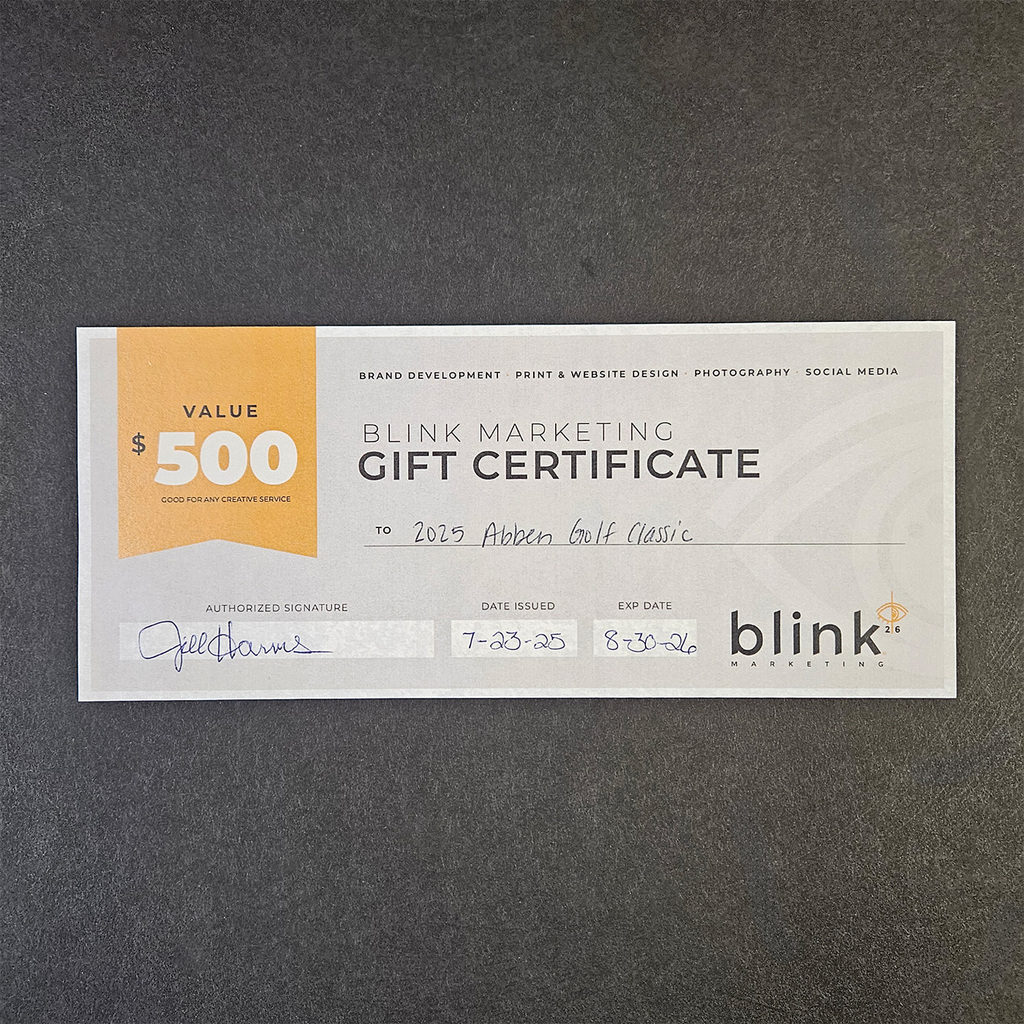 BRAND DEVELOPMENT · PRINT & WEBSITE DESIGN · PHOTOGRAPHY · SOCIAL MEDIA
VALUE
$500
GOOD FOR ANY CREATIVE SERVICE
BLINK MARKETING
GIFT CERTIFICATE
TO 2025 Abben Golf Classic
AUTHORIZED SIGNATURE
Jill Harms
DATE ISSUED
7-23-25
EXP DATE
8-30-26
blink 26
MARKETING